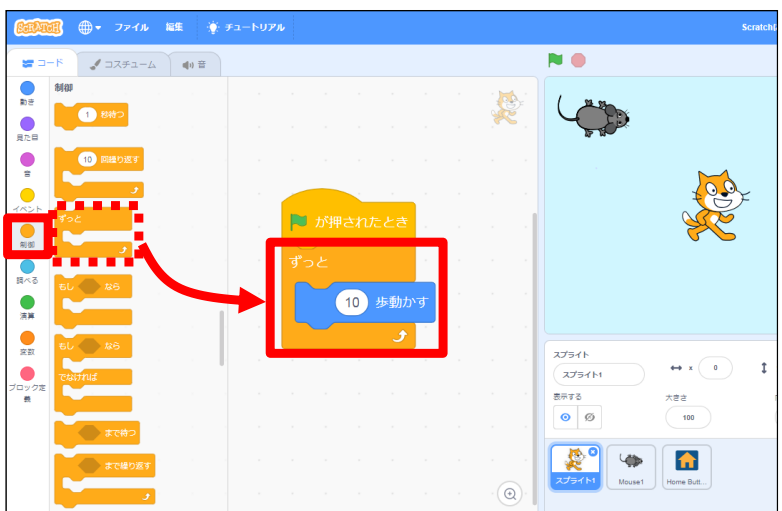 SCRATCH ファイル 編集 チュートリアル Scratch
コード コスチューム 音
動き
見た目
音
イベント
制御
調べる
演算
変数
ブロック定義
制御
1 秒待つ
10 回繰り返す
ずっと
もし なら
もし なら
でなければ
まで待つ
まで繰り返す
が押されたとき
ずっと
10 歩動かす
スプライト
スプライト1
x 0
表示する
大きさ
100
スプライト1
Mouse1
Home Butt...